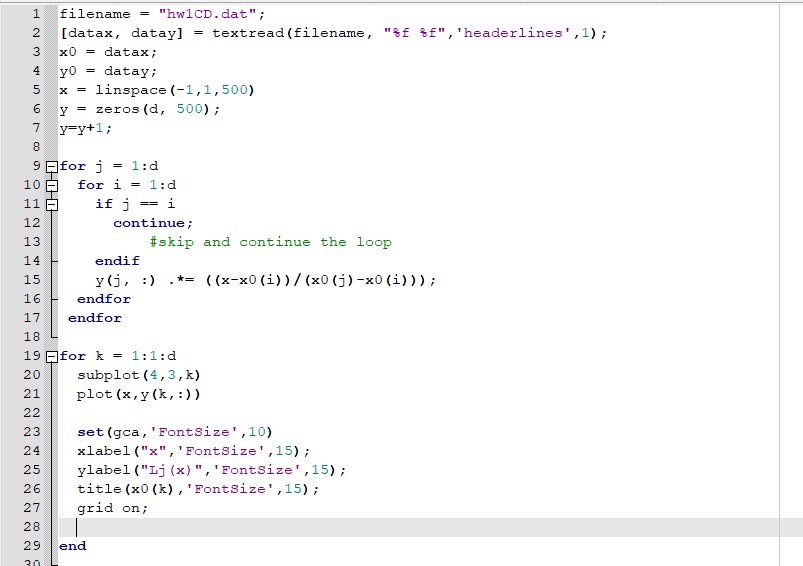 1 filename = "hw1CD.dat";
2 [datax, datay] = textread(filename, "%f %f",'headerlines',1);
3 x0 = datax;
4 y0 = datay;
5 x = linspace(-1,1,500)
6 y = zeros(d, 500);
7 y=y+1;
8
9 for j = 1:d
10 for i = 1:d
11 if j == i
12 continue;
13 #skip and continue the loop
14 endif
15 y(j, :) .*= ((x-x0(i))/(x0(j)-x0(i)));
16 endfor
17 endfor
18
19 for k = 1:1:d
20 subplot(4,3,k)
21 plot(x,y(k,:))
22
23 set(gca,'FontSize',10)
24 xlabel("x",'FontSize',15);
25 ylabel("Lj(x)",'FontSize',15);
26 title(x0(k),'FontSize',15);
27 grid on;
28
29 end
30